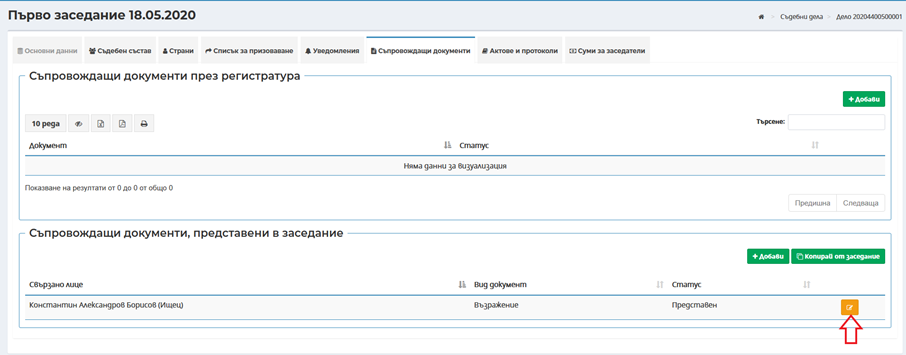 Първо заседание 18.05.2020
> Съдебни дела > Дело 20204400500001
Основни данни Съдебен състав Страни Списък за призоваване Уведомления Съпровождащи документи Актове и протоколи Суми за заседатели
Съпровождащи документи през регистратура
+ Добави
10 реда Търсене:
Документ Статус
Няма данни за визуализация
Показване на резултати от 0 до 0 от общо 0
Предишна Следваща
Съпровождащи документи, представени в заседание
+ Добави Копирай от заседание
Свързано лице Вид документ Статус
Константин Александров Борисов (Ищец) Възражение Представен